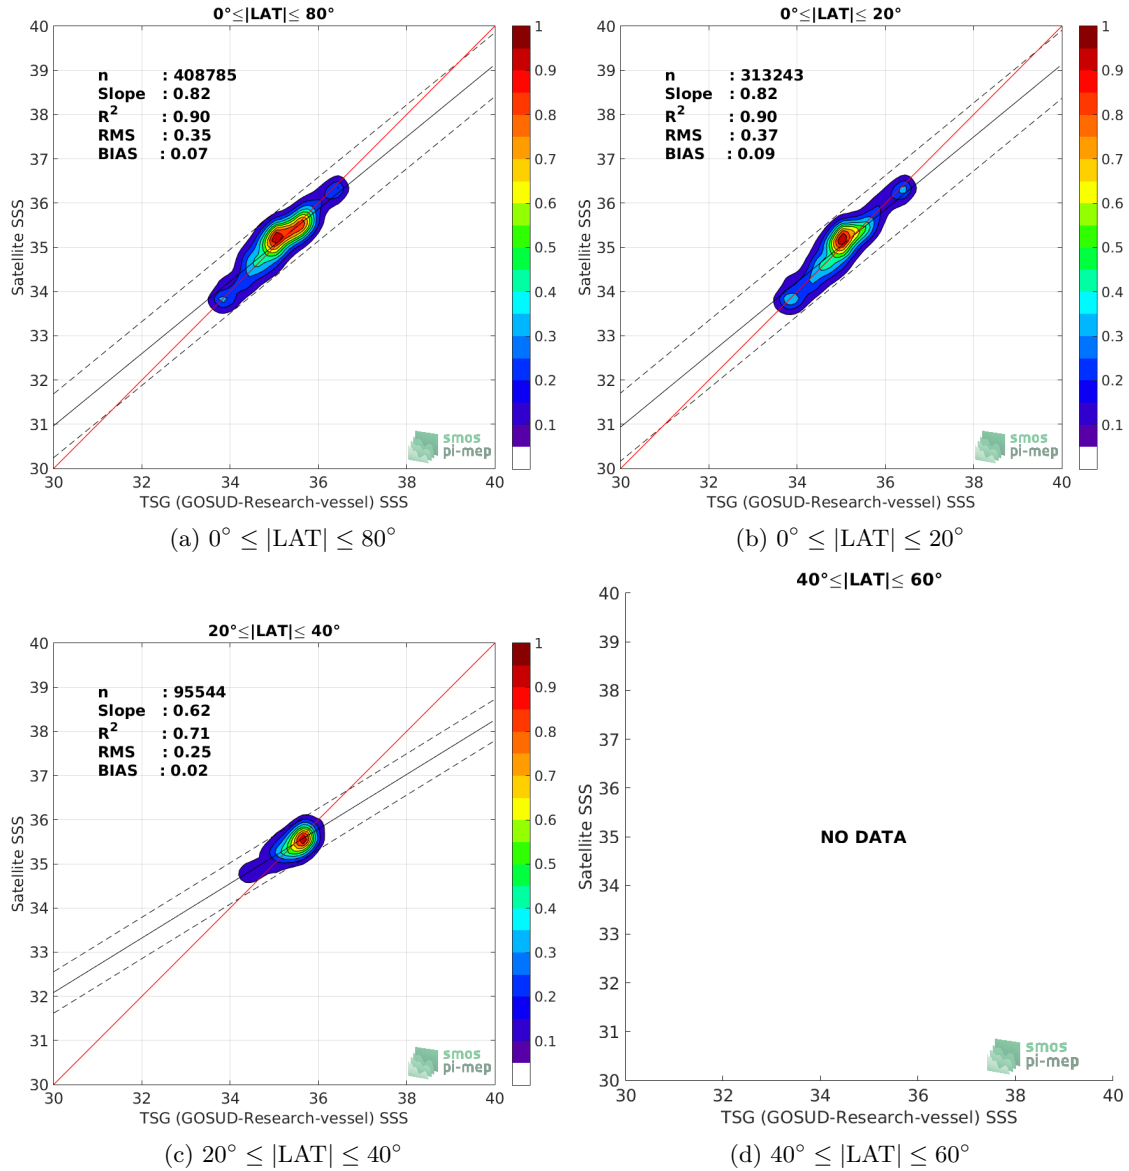 0°≤|LAT|≤ 80°
n : 408785
Slope : 0.82
R² : 0.90
RMS : 0.35
BIAS : 0.07
40
39
38
37
36
35
34
33
32
31
30
Satellite SSS
30 32 34 36 38 40
TSG (GOSUD-Research-vessel) SSS
1
0.9
0.8
0.7
0.6
0.5
0.4
0.3
0.2
0.1
smos
pi-mep
(a) 0° ≤ |LAT| ≤ 80°
0°≤|LAT|≤ 20°
n : 313243
Slope : 0.82
R² : 0.90
RMS : 0.37
BIAS : 0.09
40
39
38
37
36
35
34
33
32
31
30
Satellite SSS
30 32 34 36 38 40
TSG (GOSUD-Research-vessel) SSS
1
0.9
0.8
0.7
0.6
0.5
0.4
0.3
0.2
0.1
smos
pi-mep
(b) 0° ≤ |LAT| ≤ 20°
20°≤|LAT|≤ 40°
n : 95544
Slope : 0.62
R² : 0.71
RMS : 0.25
BIAS : 0.02
40
39
38
37
36
35
34
33
32
31
30
Satellite SSS
30 32 34 36 38 40
TSG (GOSUD-Research-vessel) SSS
1
0.9
0.8
0.7
0.6
0.5
0.4
0.3
0.2
0.1
smos
pi-mep
(c) 20° ≤ |LAT| ≤ 40°
40°≤|LAT|≤ 60°
40
39
38
37
36
35
34
33
32
31
30
Satellite SSS
NO DATA
30 32 34 36 38 40
TSG (GOSUD-Research-vessel) SSS
smos
pi-mep
(d) 40° ≤ |LAT| ≤ 60°